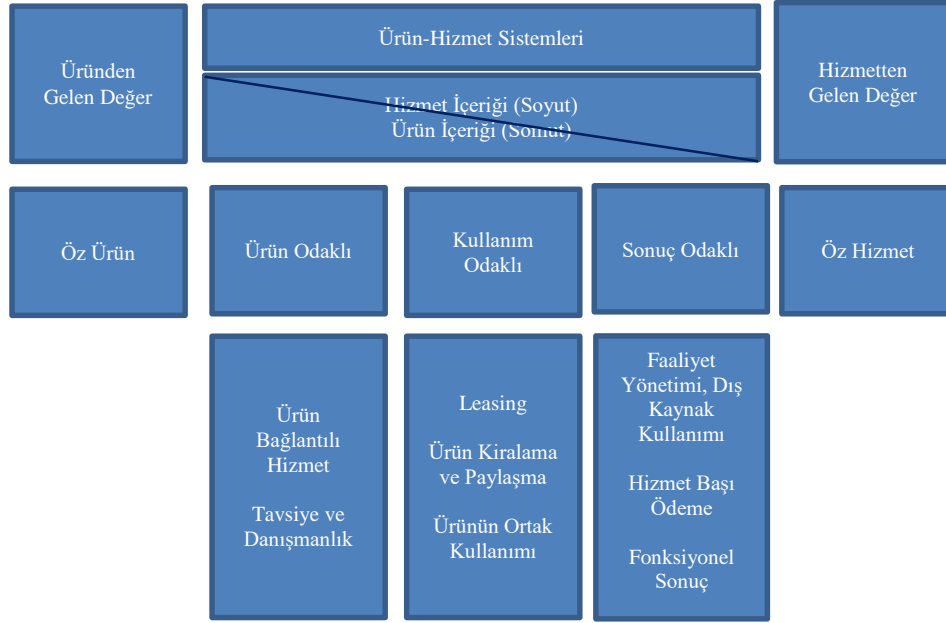 Üründen
Gelen Değer
Ürün-Hizmet Sistemleri
Hizmet İçeriği (Soyut)
Ürün İçeriği (Somut)
Hizmetten
Gelen Değer
Öz Ürün
Ürün Odaklı
Kullanım
Odaklı
Sonuç Odaklı
Öz Hizmet
Ürün
Bağlantılı
Hizmet
Tavsiye ve
Danışmanlık
Leasing
Ürün Kiralama
ve Paylaşma
Ürünün Ortak
Kullanımı
Faaliyet
Yönetimi, Dış
Kaynak
Kullanımı
Hizmet Başı
Ödeme
Fonksiyonel
Sonuç